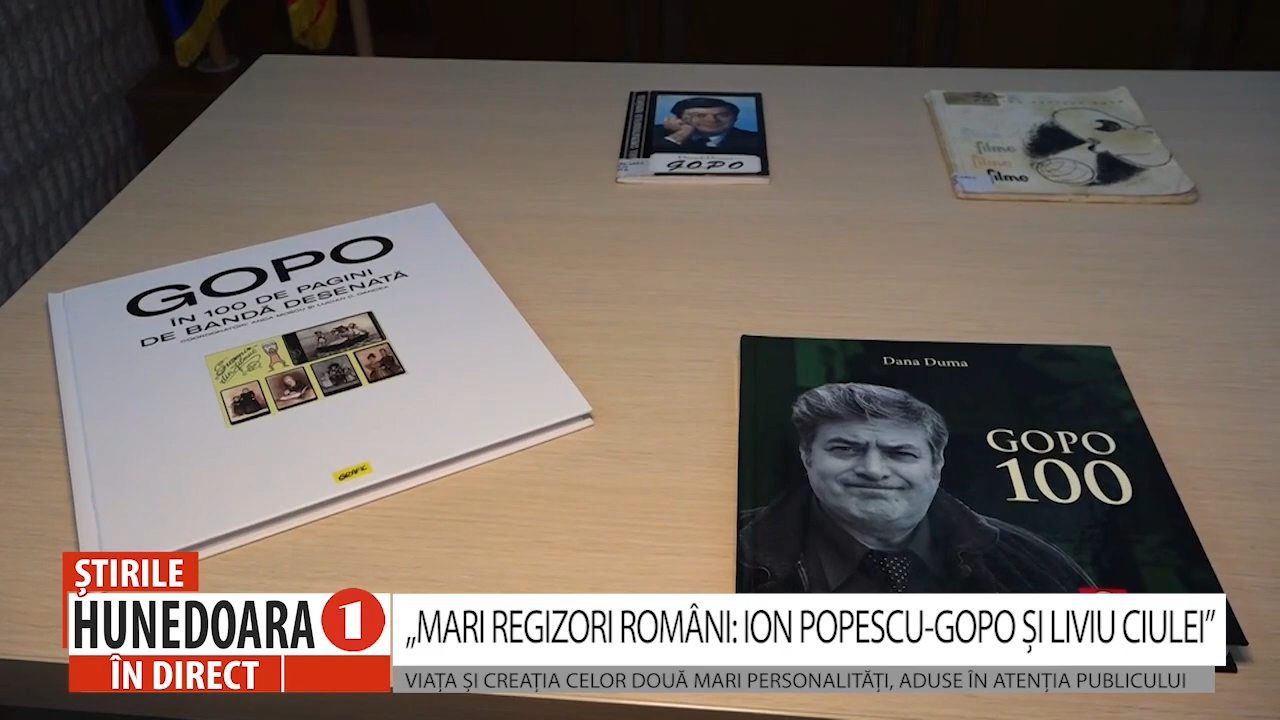 GOPO
filme
filme
filme
GOPO
ÎN 100 DE PAGINI
DE BANDĂ DESENATĂ
GRAFIC
Dana Duma
GOPO
100
ȘTIRILE
HUNEDOARA 1
ÎN DIRECT
„MARI REGIZORI ROMÂNI: ION POPESCU-GOPO ȘI LIVIU CIULEI”
VIAȚA ȘI CREAȚIA CELOR DOUĂ MARI PERSONALITĂȚI, ADUSE ÎN ATENȚIA PUBLICULUI